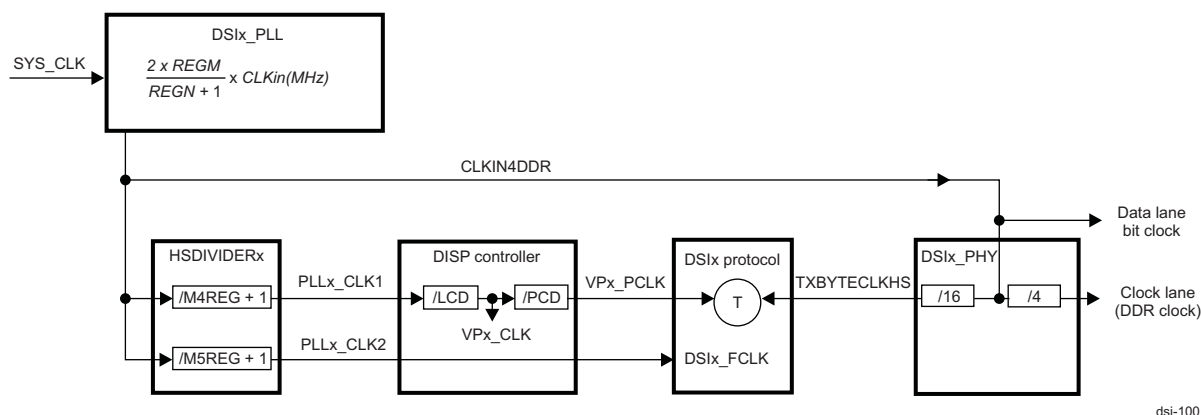 DSIx_PLL
SYS_CLK
2 x REGM
REGN + 1
x CLKin(MHz)
CLKIN4DDR
Data lane
bit clock
HSDIVIDERx
DISP controller
DSIx protocol
DSIx_PHY
/M4REG + 1
PLLx_CLK1
/LCD
/PCD
VPx_PCLK
T
TXBYTECLKHS
/16
/4
Clock lane
(DDR clock)
VPx_CLK
/M5REG + 1
PLLx_CLK2
DSIx_FCLK
dsi-100